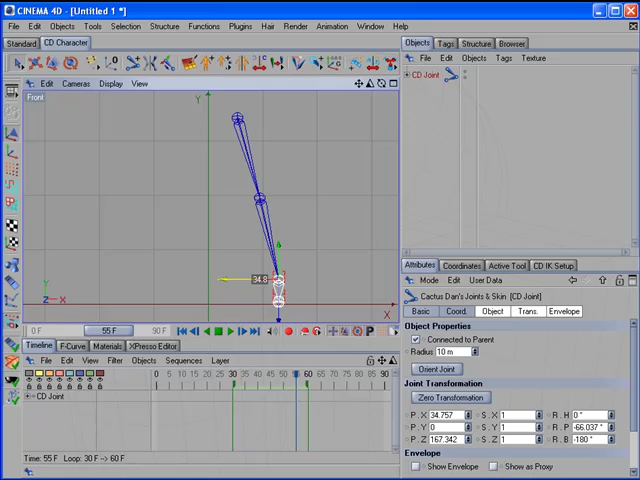 CINEMA 4D - [Untitled 1 *]
File Edit Objects Tools Selection Structure Functions Plugins Hair Render Animation Window Help
Standard CD Character
Edit Cameras Display View
Front
Y
34.8
Y
Z X
X
0 F 55 F 90 F
Timeline F-Curve Materials XPresso Editor
File Edit Objects Filter Sequences Layer
0 5 10 15 20 25 30 35 40 45 50 55 60 65 70 75 80 85 90
CD Joint
Time: 55 F Loop: 30 F -> 60 F
Objects Tags Structure Browser
File Edit Objects Tags Texture
CD Joint
Attributes Coordinates Active Tool CD IK Setup
Mode Edit User Data
Cactus Dan's Joints & Skin [CD Joint]
Basic Coord. Object Trans. Envelope
Object Properties
Connected to Parent
Radius 10 m
Orient Joint
Joint Transformation
Zero Transformation
P . X 34.757 S . X 1 R . H 0 °
P . Y 0 S . Y 1 R . P -66.037 °
P . Z 167.342 S . Z 1 R . B -180 °
Envelope
Show Envelope Show as Proxy